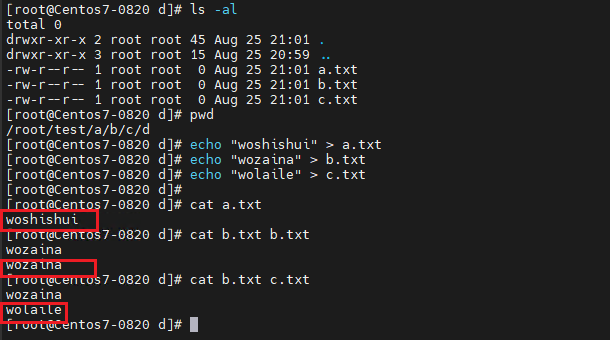 [root@Centos7-0820 d]# ls -al
total 0
drwxr-xr-x 2 root root 45 Aug 25 21:01 .
drwxr-xr-x 3 root root 15 Aug 25 20:59 ..
-rw-r--r-- 1 root root  0 Aug 25 21:01 a.txt
-rw-r--r-- 1 root root  0 Aug 25 21:01 b.txt
-rw-r--r-- 1 root root  0 Aug 25 21:01 c.txt
[root@Centos7-0820 d]# pwd
/root/test/a/b/c/d
[root@Centos7-0820 d]# echo "woshishui" > a.txt
[root@Centos7-0820 d]# echo "wozaina" > b.txt
[root@Centos7-0820 d]# echo "wolaile" > c.txt
[root@Centos7-0820 d]#
[root@Centos7-0820 d]# cat a.txt
woshishui
[root@Centos7-0820 d]# cat b.txt b.txt
wozaina
wozaina
[root@Centos7-0820 d]# cat b.txt c.txt
wozaina
wolaile
[root@Centos7-0820 d]#